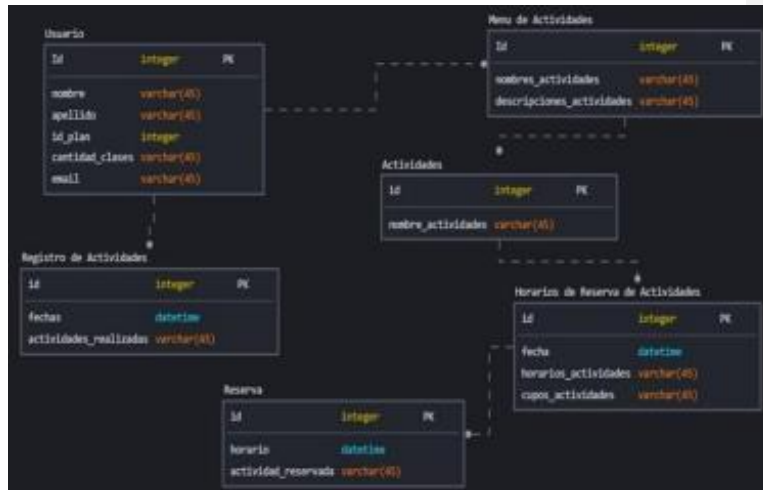 Usuario
Id integer PK
nombre varchar(45)
apellido varchar(45)
id_plan integer
cantidad_clases varchar(45)
email varchar(45)
Menu de Actividades
Id integer PK
nombres_actividades varchar(45)
descripciones_actividades varchar(45)
Actividades
id integer PK
nombre_actividades varchar(45)
Registro de Actividades
id integer PK
fechas datetime
actividades_realizadas varchar(45)
Horarios de Reserva de Actividades
id integer PK
fecha datetime
horarios_actividades varchar(45)
cupos_actividades varchar(45)
Reserva
id integer PK
horario datetime
actividad_reservada varchar(45)